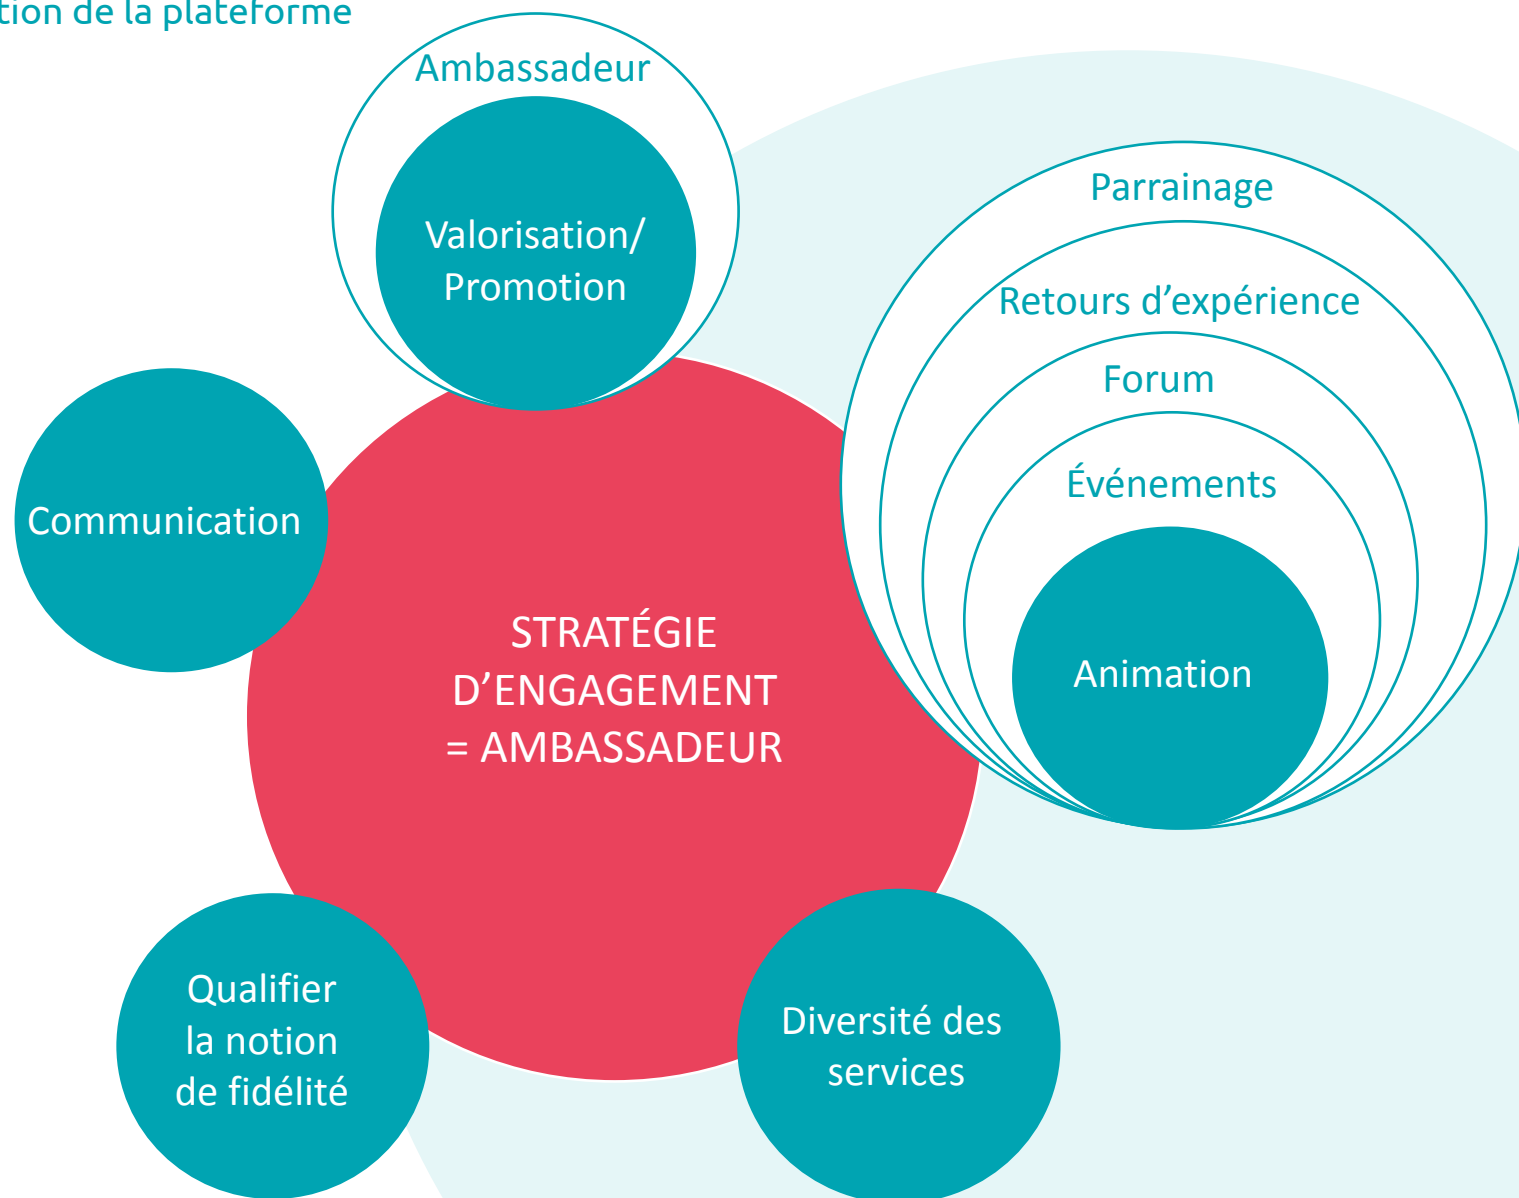 de la plateforme
Ambassadeur
Valorisation/
Promotion
Parrainage
Retours d’expérience
Forum
Événements
Animation
Communication
STRATÉGIE
D’ENGAGEMENT
= AMBASSADEUR
Qualifier
la notion
de fidélité
Diversité des
services